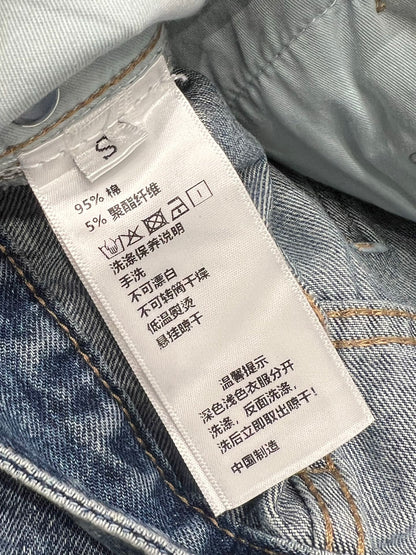 S
95% 棉
5% 聚酯纤维
洗涤保养说明
手洗
不可漂白
不可转筒干燥
低温熨烫
悬挂晾干
温馨提示
深色浅色衣服分开
洗涤，反面洗涤，
洗后立即取出晾干！
中国制造